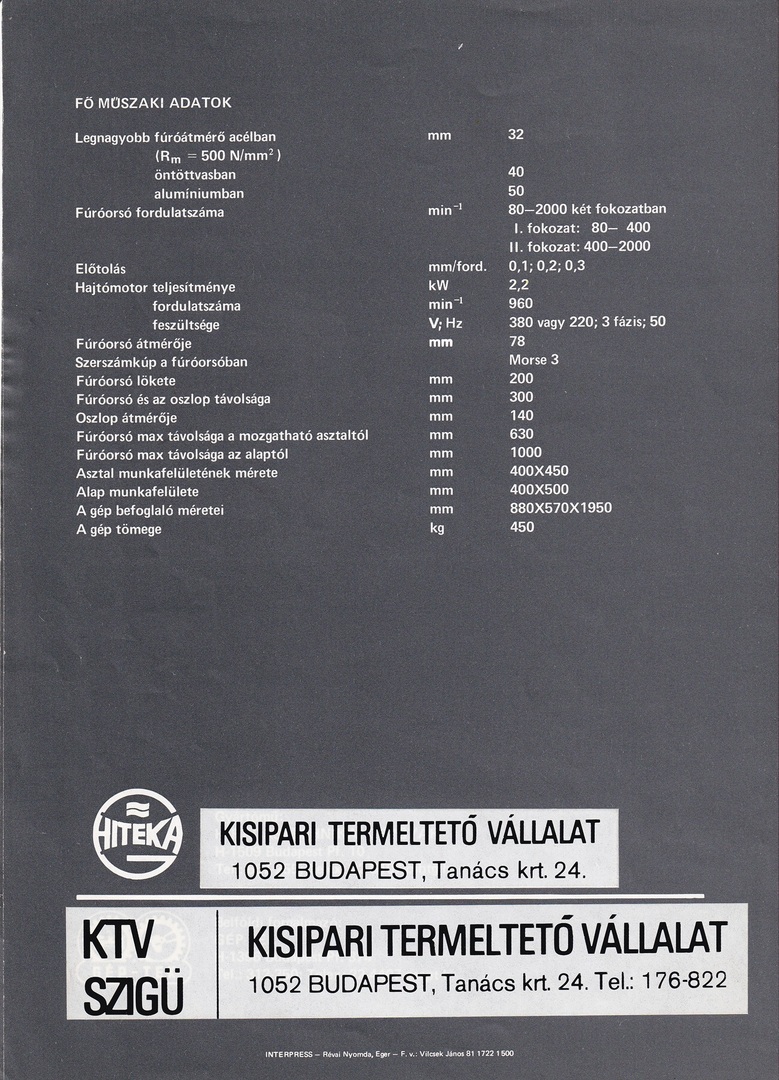 FŐ MŰSZAKI ADATOK
Legnagyobb fúróátmérő acélban mm 32
(Rm = 500 N/mm²)
öntöttvasban 40
alumíniumban 50
Fúróorsó fordulatszáma min⁻¹ 80–2000 két fokozatban
I. fokozat: 80– 400
II. fokozat: 400–2000
Előtolás mm/ford. 0,1; 0,2; 0,3
Hajtómotor teljesítménye kW 2,2
fordulatszáma min⁻¹ 960
feszültsége V; Hz 380 vagy 220; 3 fázis; 50
Fúróorsó átmérője mm 78
Szerszámkúp a fúróorsóban Morse 3
Fúróorsó lökete mm 200
Fúróorsó és az oszlop távolsága mm 300
Oszlop átmérője mm 140
Fúróorsó max távolsága a mozgatható asztaltól mm 630
Fúróorsó max távolsága az alaptól mm 1000
Asztal munkafelületének mérete mm 400X450
Alap munkafelülete mm 400X500
A gép befoglaló méretei mm 880X570X1950
A gép tömege kg 450
HITEKA
KISIPARI TERMELTETŐ VÁLLALAT
1052 BUDAPEST, Tanács krt. 24.
KTV
SZIGÜ
KISIPARI TERMELTETŐ VÁLLALAT
1052 BUDAPEST, Tanács krt. 24. Tel.: 176-822
INTERPRESS – Révai Nyomda, Eger – F. v.: Vilcsek János 81 1722 1500